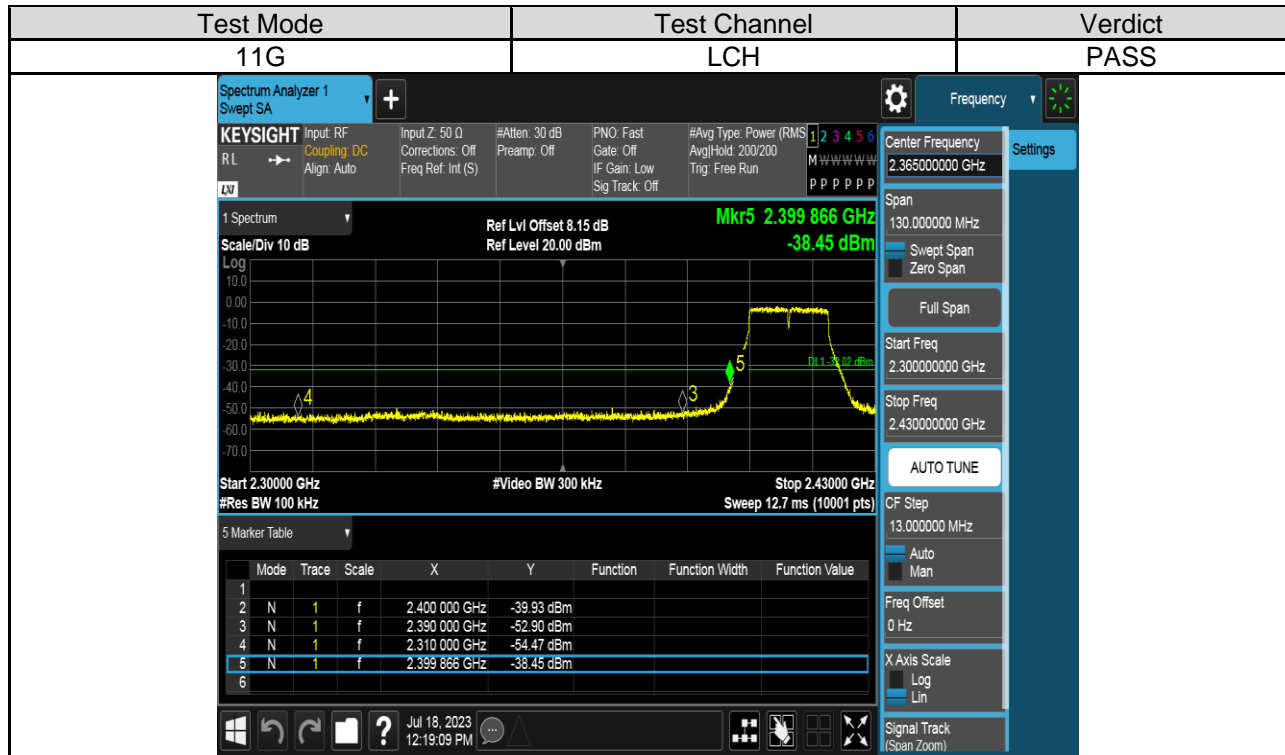 Test Mode Test Channel Verdict
11G LCH PASS
Spectrum Analyzer 1
Swept SA
+
Frequency
KEYSIGHT
RL
LXI
Input: RF
Coupling: DC
Align: Auto
Input Z: 50 Ω
Corrections: Off
Freq Ref: Int (S)
#Atten: 30 dB
Preamp: Off
PNO: Fast
Gate: Off
IF Gain: Low
Sig Track: Off
#Avg Type: Power (RMS
Avg|Hold: 200/200
Trig: Free Run
1 2 3 4 5 6
M W W W W W
P P P P P P
1 Spectrum
Scale/Div 10 dB
Ref Lvl Offset 8.15 dB
Ref Level 20.00 dBm
Mkr5 2.399 866 GHz
-38.45 dBm
Log
10.0
0.00
-10.0
-20.0
-30.0
-40.0
-50.0
-60.0
-70.0
4
3
5
DL1 -32.02 dBm
Start 2.30000 GHz #Video BW 300 kHz Stop 2.43000 GHz
#Res BW 100 kHz Sweep 12.7 ms (10001 pts)
5 Marker Table
Mode Trace Scale X Y Function Function Width Function Value
1
2 N 1 f 2.400 000 GHz -39.93 dBm
3 N 1 f 2.390 000 GHz -52.90 dBm
4 N 1 f 2.310 000 GHz -54.47 dBm
5 N 1 f 2.399 866 GHz -38.45 dBm
6
?
Jul 18, 2023
12:19:09 PM
Center Frequency
2.365000000 GHz
Settings
Span
130.000000 MHz
Swept Span
Zero Span
Full Span
Start Freq
2.300000000 GHz
Stop Freq
2.430000000 GHz
AUTO TUNE
CF Step
13.000000 MHz
Auto
Man
Freq Offset
0 Hz
X Axis Scale
Log
Lin
Signal Track
(Span Zoom)